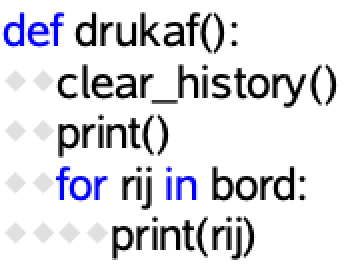 def drukaf():
  clear_history()
  print()
  for rij in bord:
    print(rij)